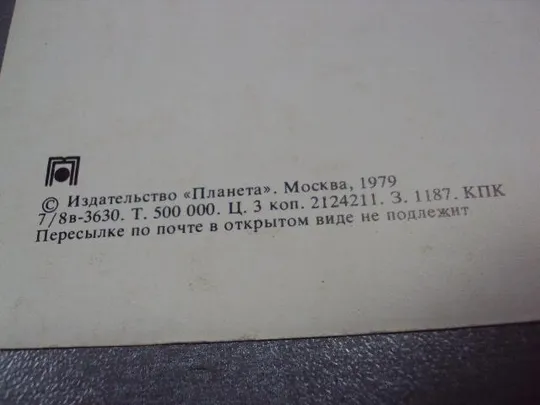 © Издательство «Планета». Москва, 1979
7/8в-3630. Т. 500 000. Ц. 3 коп. 2124211. З. 1187. КПК
Пересылке по почте в открытом виде не подлежит